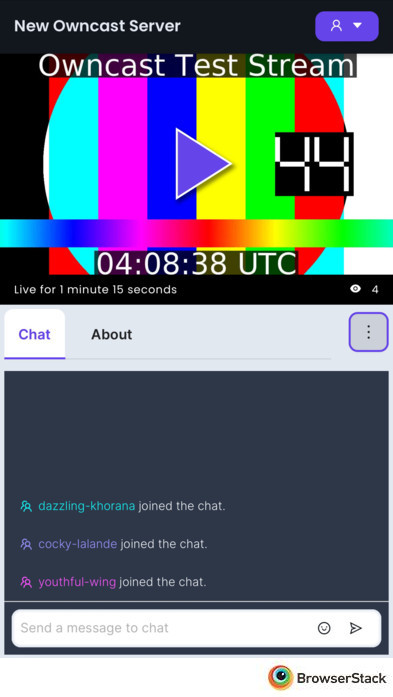 New Owncast Server
Owncast Test Stream
44
04:08:38 UTC
Live for 1 minute 15 seconds
4
Chat
About
dazzling-khorana joined the chat.
cocky-lalande joined the chat.
youthful-wing joined the chat.
Send a message to chat
BrowserStack